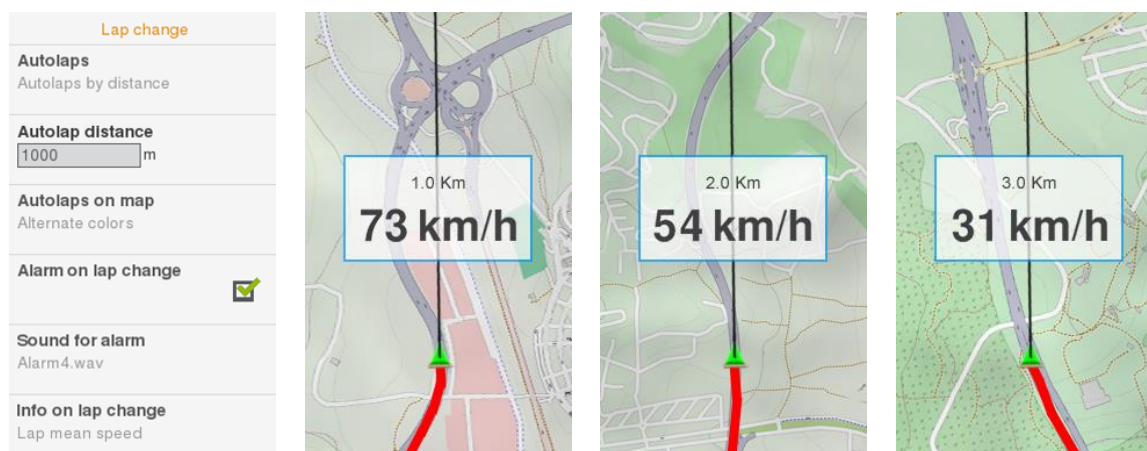 Lap change
Autolaps
Autolaps by distance
Autolap distance
1000 m
Autolaps on map
Alternate colors
Alarm on lap change
Sound for alarm
Alarm4.wav
Info on lap change
Lap mean speed
1.0 Km
73 km/h
2.0 Km
54 km/h
3.0 Km
31 km/h